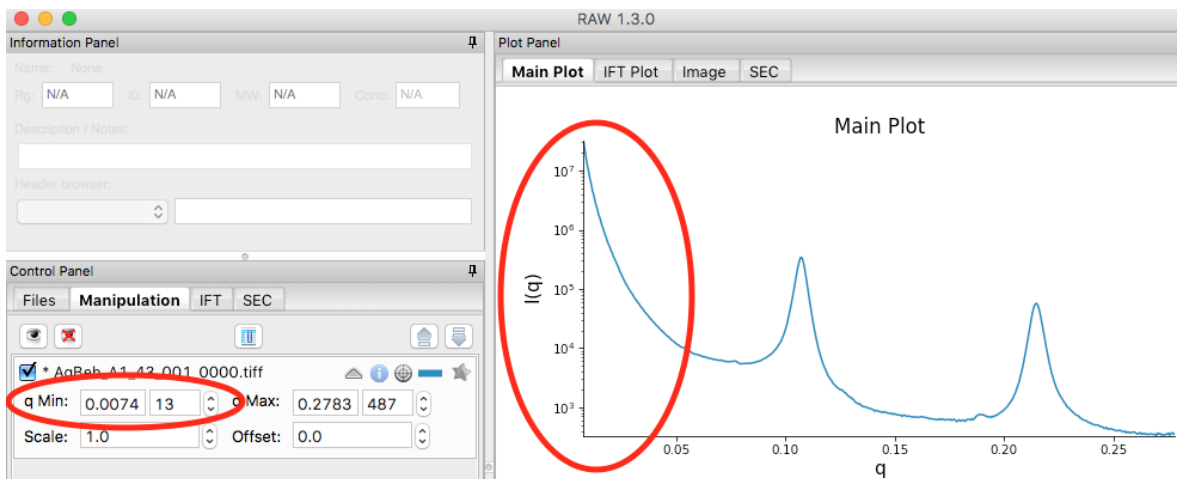 RAW 1.3.0
Information Panel
Name: None
Rg: N/A I0: N/A MW: N/A Conc: N/A
Description / Notes:
Header browser:
Control Panel
Files Manipulation IFT SEC
* AgBeh_A1_43_001_0000.tiff
q Min: 0.0074 13 q Max: 0.2783 487
Scale: 1.0 Offset: 0.0
Plot Panel
Main Plot IFT Plot Image SEC
Main Plot
10⁷
10⁶
10⁵
10⁴
10³
I(q)
0.05 0.10 0.15 0.20 0.25
q